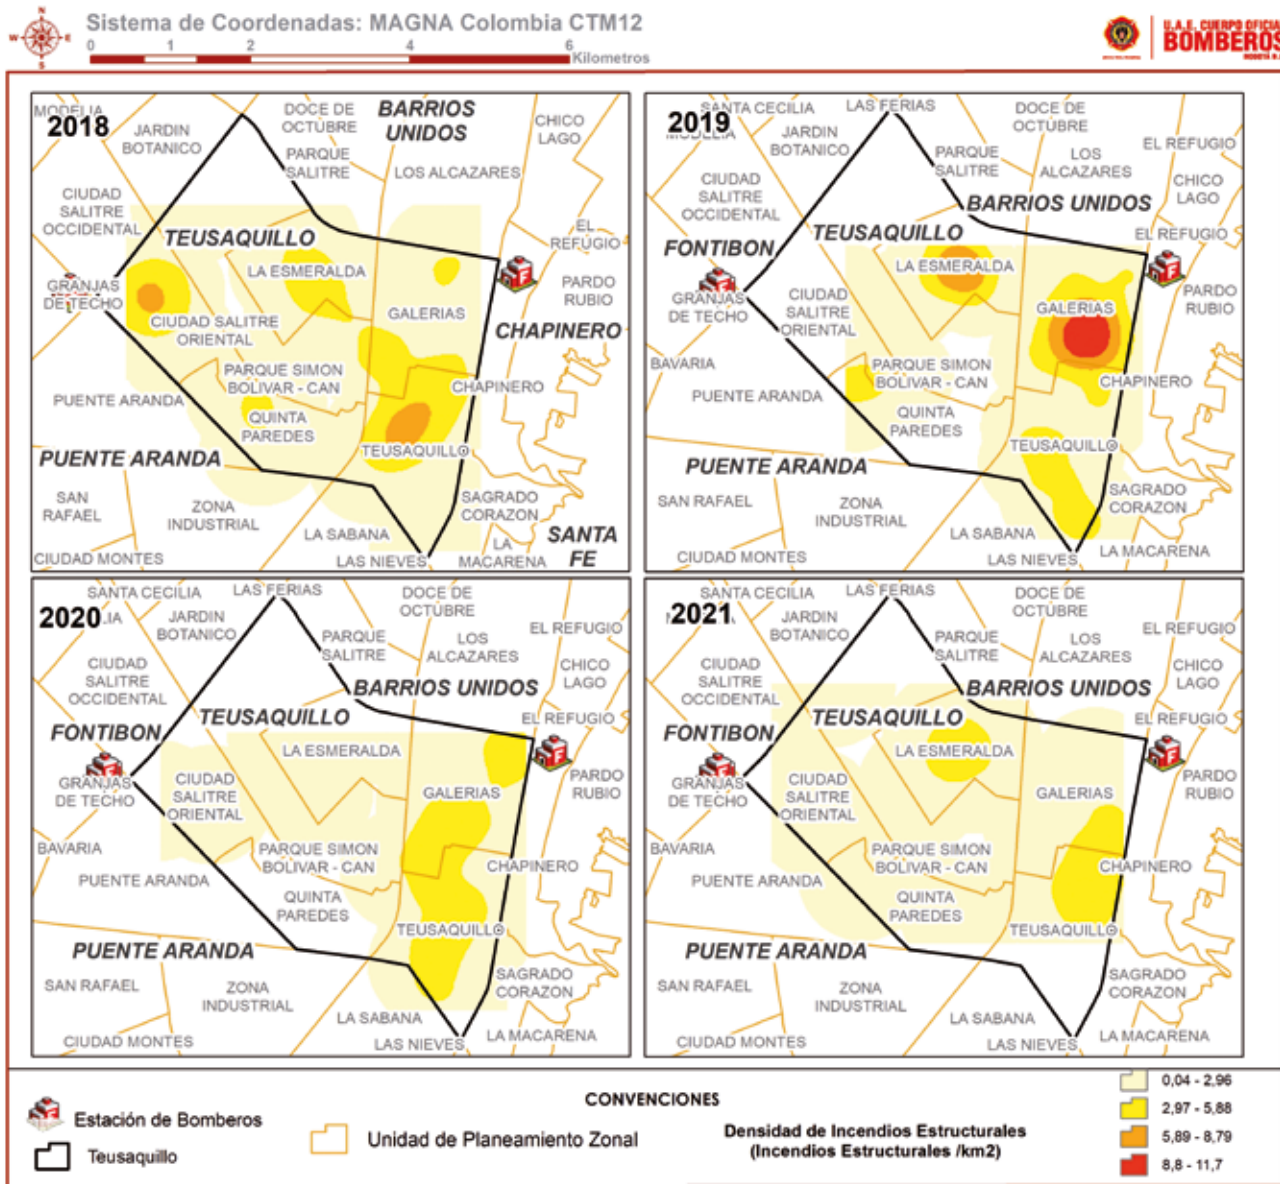 Sistema de Coordenadas: MAGNA Colombia CTM12
0 1 2 4 6
Kilometros
N
W E
S
U.A.E. CUERPO OFICIAL
BOMBEROS
2018
MODELIA
JARDIN
BOTANICO
DOCE DE
OCTUBRE
BARRIOS
UNIDOS
CHICO
LAGO
PARQUE
SALITRE
LOS ALCAZARES
CIUDAD
SALITRE
OCCIDENTAL
TEUSAQUILLO
EL
REFUGIO
LA ESMERALDA
GRANJAS
DE TECHO
PARDO
RUBIO
CIUDAD SALITRE
ORIENTAL
GALERIAS
CHAPINERO
PARQUE SIMON
BOLIVAR - CAN
CHAPINERO
PUENTE ARANDA
QUINTA
PAREDES
TEUSAQUILLO
PUENTE ARANDA
SAN
RAFAEL
ZONA
INDUSTRIAL
SAGRADO
CORAZON
LA SABANA
SANTA
FE
CIUDAD MONTES
LAS NIEVES
LA
MACARENA
2019
SANTA CECILIA
LAS FERIAS
DOCE DE
OCTUBRE
JARDIN
BOTANICO
EL REFUGIO
PARQUE
SALITRE
LOS
ALCAZARES
CIUDAD
SALITRE
OCCIDENTAL
CHICO
LAGO
BARRIOS UNIDOS
FONTIBON
TEUSAQUILLO
EL REFUGIO
LA ESMERALDA
GRANJAS
DE TECHO
CIUDAD
SALITRE
ORIENTAL
GALERIAS
PARDO
RUBIO
BAVARIA
PARQUE SIMON
BOLIVAR - CAN
CHAPINERO
PUENTE ARANDA
QUINTA
PAREDES
TEUSAQUILLO
PUENTE ARANDA
SAN RAFAEL
ZONA
INDUSTRIAL
SAGRADO
CORAZON
LA SABANA
CIUDAD MONTES
LAS NIEVES
LA MACARENA
2020
SANTA CECILIA
LAS FERIAS
DOCE DE
OCTUBRE
JARDIN
BOTANICO
EL REFUGIO
PARQUE
SALITRE
LOS
ALCAZARES
CIUDAD
SALITRE
OCCIDENTAL
CHICO
LAGO
BARRIOS UNIDOS
FONTIBON
TEUSAQUILLO
EL REFUGIO
LA ESMERALDA
GRANJAS
DE TECHO
CIUDAD
SALITRE
ORIENTAL
GALERIAS
PARDO
RUBIO
BAVARIA
PARQUE SIMON
BOLIVAR - CAN
CHAPINERO
PUENTE ARANDA
QUINTA
PAREDES
TEUSAQUILLO
PUENTE ARANDA
SAN RAFAEL
ZONA
INDUSTRIAL
SAGRADO
CORAZON
LA SABANA
CIUDAD MONTES
LAS NIEVES
LA MACARENA
2021
SANTA CECILIA
LAS FERIAS
DOCE DE
OCTUBRE
JARDIN
BOTANICO
EL REFUGIO
PARQUE
SALITRE
LOS
ALCAZARES
CIUDAD
SALITRE
OCCIDENTAL
CHICO
LAGO
BARRIOS UNIDOS
FONTIBON
TEUSAQUILLO
EL REFUGIO
LA ESMERALDA
GRANJAS
DE TECHO
CIUDAD
SALITRE
ORIENTAL
GALERIAS
PARDO
RUBIO
BAVARIA
PARQUE SIMON
BOLIVAR - CAN
CHAPINERO
PUENTE ARANDA
QUINTA
PAREDES
TEUSAQUILLO
PUENTE ARANDA
SAN RAFAEL
ZONA
INDUSTRIAL
SAGRADO
CORAZON
LA SABANA
CIUDAD MONTES
LAS NIEVES
LA MACARENA
CONVENCIONES
Estación de Bomberos
Teusaquillo
Unidad de Planeamiento Zonal
Densidad de Incendios Estructurales
(Incendios Estructurales /km2)
0,04 - 2,96
2,97 - 5,88
5,89 - 8,79
8,8 - 11,7